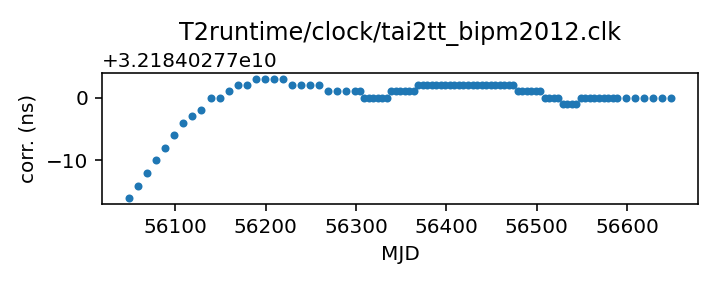 T2runtime/clock/tai2tt_bipm2012.clk
+3.21840277e10
corr. (ns)
0
−10
56100 56200 56300 56400 56500 56600
MJD